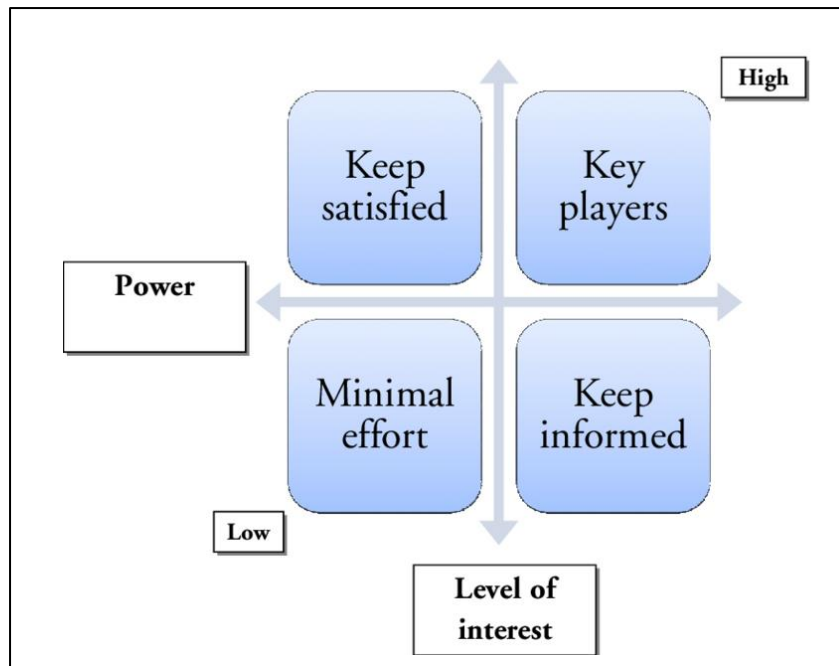 High
Keep
satisfied
Key
players
Power
Minimal
effort
Keep
informed
Low
Level of
interest